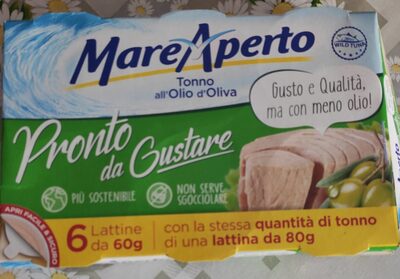 MareAperto
Tonno
all'Olio d'Oliva
WILD TUNA
Gusto e Qualità,
ma con meno olio!
Pronto
da Gustare
PIÙ SOSTENIBILE
NON SERVE
SGOCCIOLARE
APRI FACILE E SICURO
6 Lattine
da 60g
con la stessa quantità di tonno
di una lattina da 80g